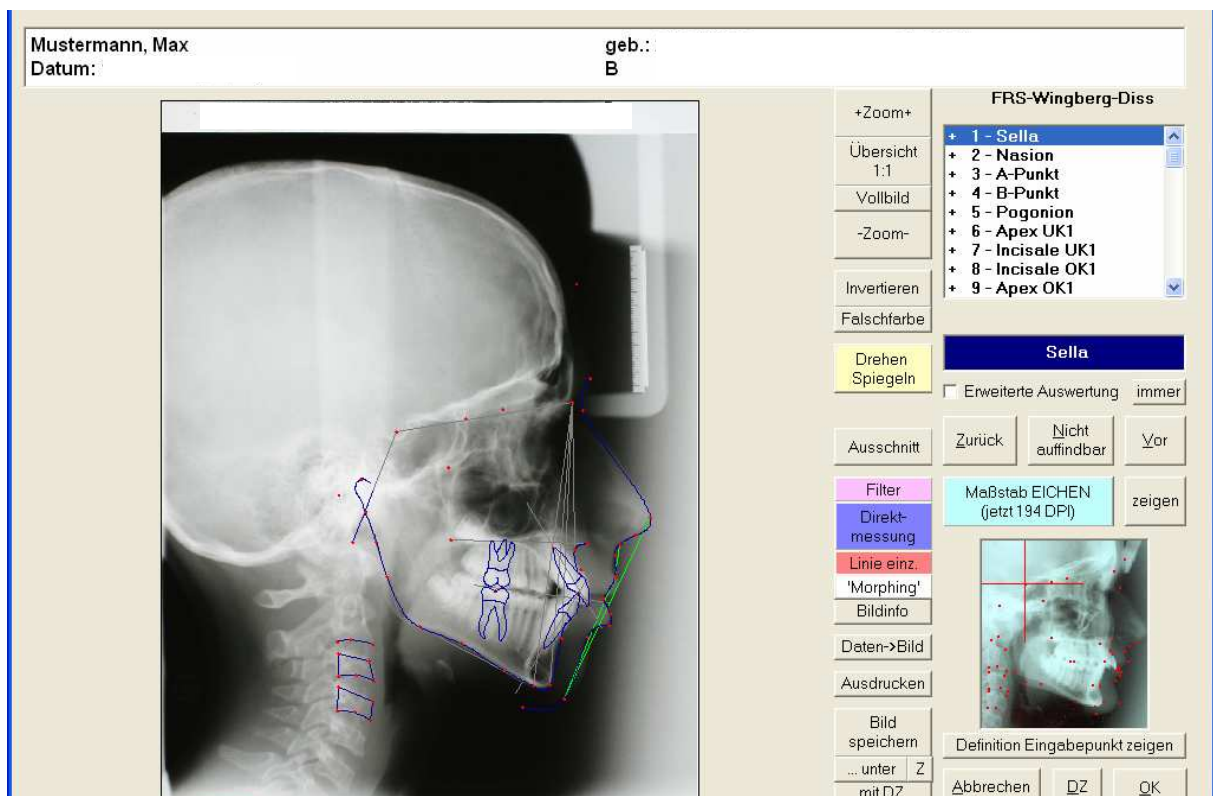 Mustermann, Max
geb.:
Datum:
B
FRS-Wingberg-Diss
+Zoom+
Übersicht
1:1
Vollbild
-Zoom-
Invertieren
Falschfarbe
Drehen
Spiegeln
Ausschnitt
Filter
Direkt-
messung
Linie einz.
'Morphing'
Bildinfo
Daten->Bild
Ausdrucken
Bild
speichern
... unter
Z
mit DZ
+ 1 - Sella
+ 2 - Nasion
+ 3 - A-Punkt
+ 4 - B-Punkt
+ 5 - Pogonion
+ 6 - Apex UK1
+ 7 - Incisale UK1
+ 8 - Incisale OK1
+ 9 - Apex OK1
Sella
Erweiterte Auswertung
immer
Zurück
Nicht
auffindbar
Vor
Maßstab EICHEN
(jetzt 194 DPI)
zeigen
Definition Eingabepunkt zeigen
Abbrechen
DZ
OK